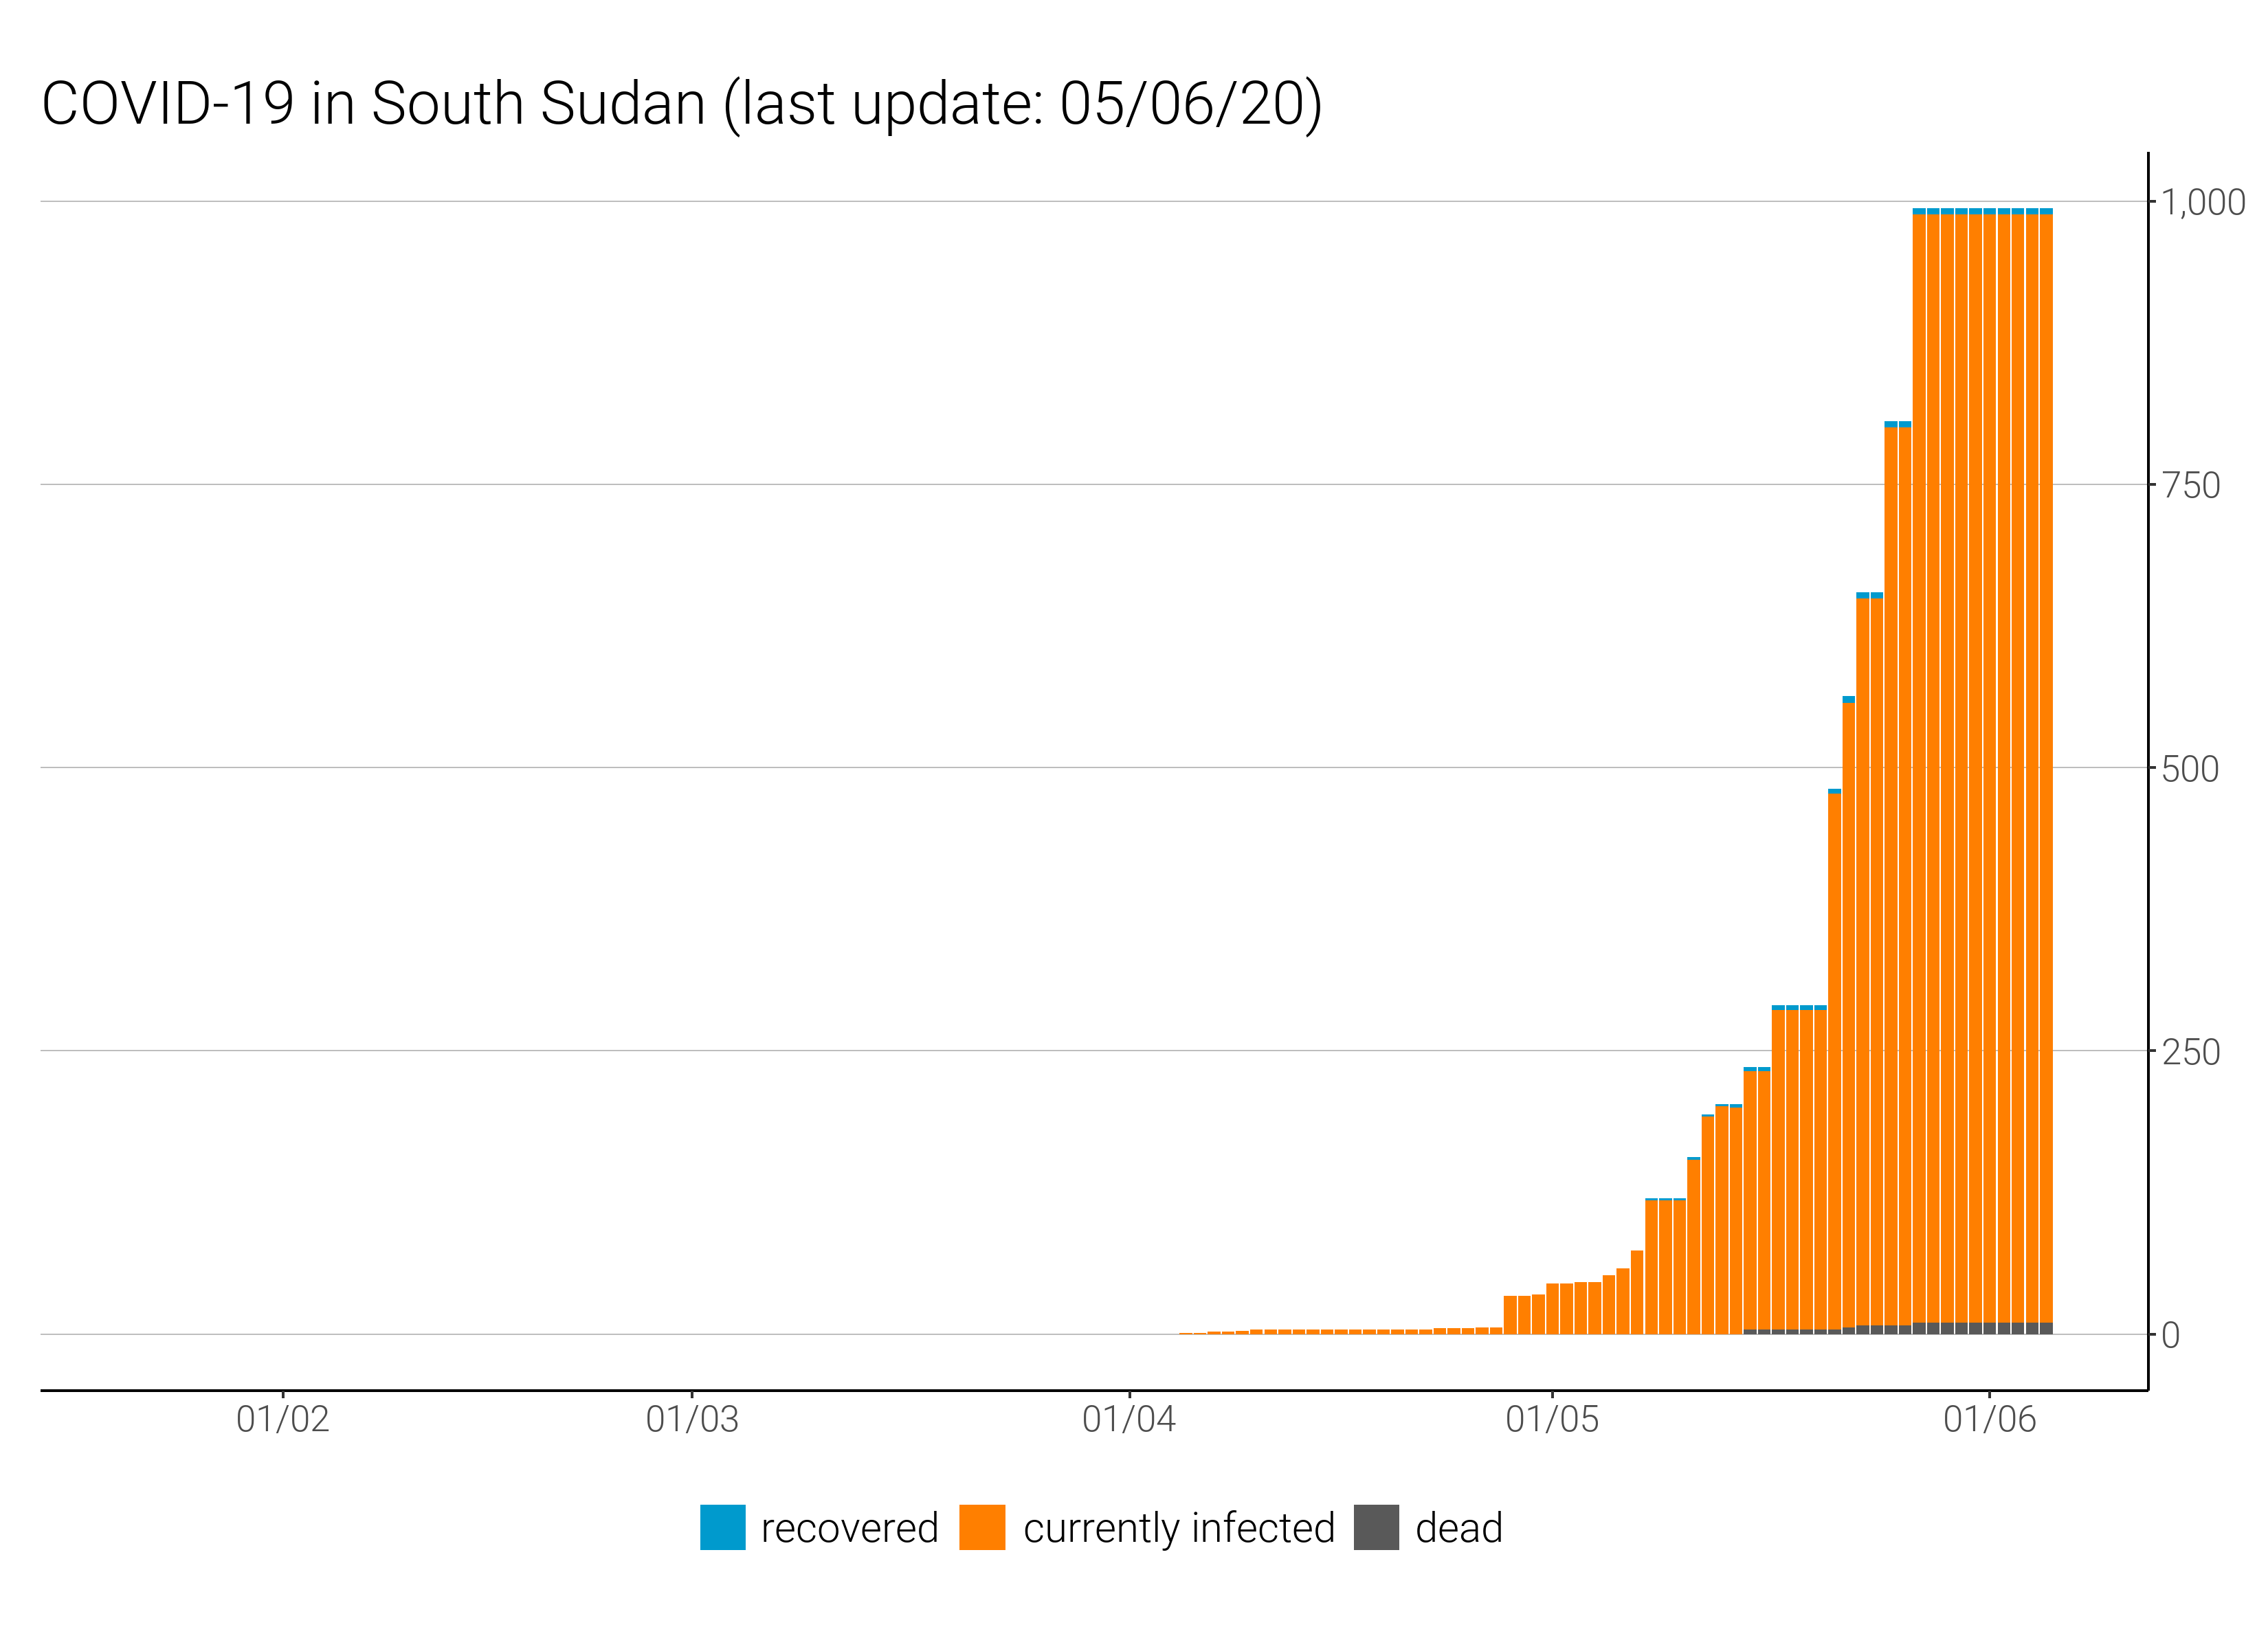 COVID-19 in South Sudan (last update: 05/06/20)
1,000
750
500
250
0
01/02 01/03 01/04 01/05 01/06
recovered currently infected dead